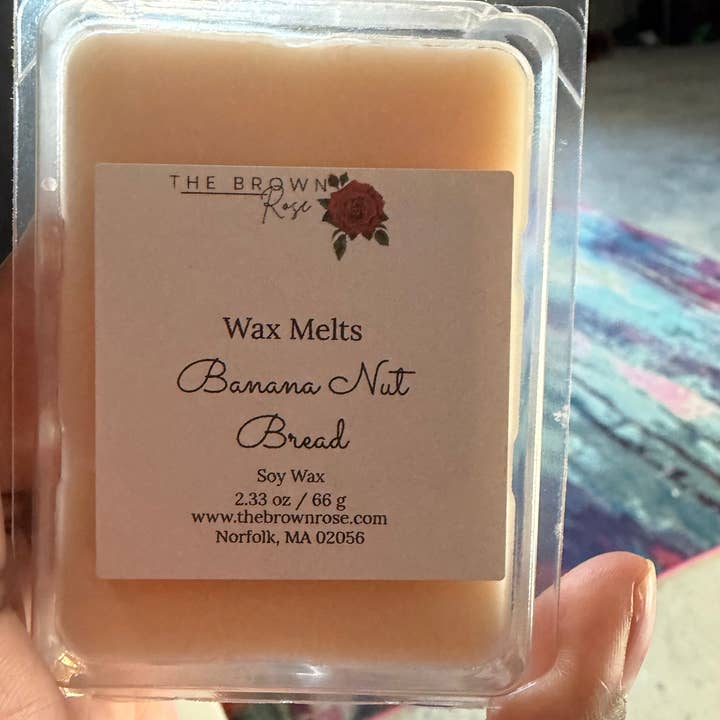 THE BROWN
Rose
Wax Melts
Banana Nut
Bread
Soy Wax
2.33 oz / 66 g
www.thebrownrose.com
Norfolk, MA 02056